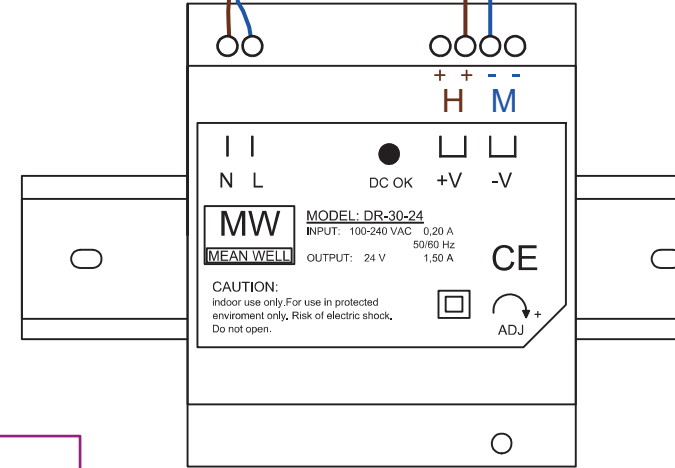 + + - -
H M
N L
DC OK +V -V
MW
MEAN WELL
MODEL: DR-30-24
INPUT: 100-240 VAC 0,20 A
50/60 Hz
OUTPUT: 24 V 1,50 A
CE
CAUTION:
indoor use only.For use in protected
enviroment only. Risk of electric shock.
Do not open.
+
ADJ